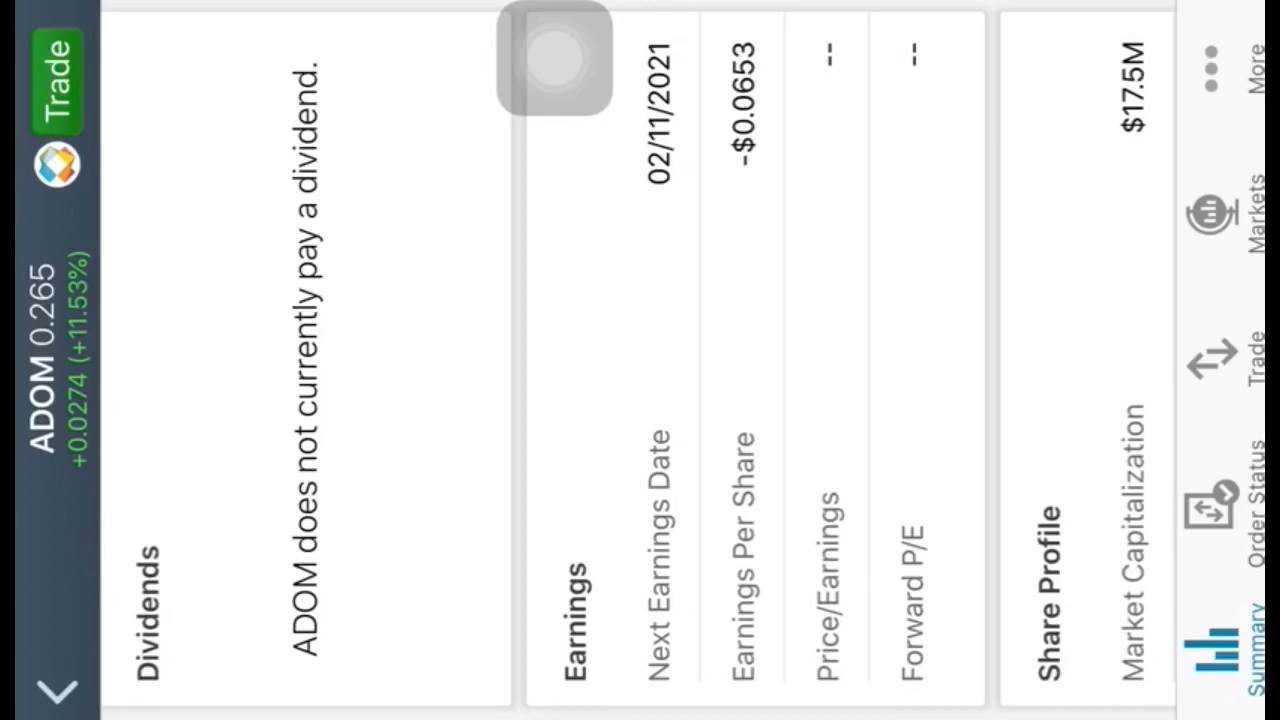 ADOM 0.265
+0.0274 (+11.53%)
Trade
Dividends
ADOM does not currently pay a dividend.
Earnings
Next Earnings Date 02/11/2021
Earnings Per Share -$0.0653
Price/Earnings --
Forward P/E --
Share Profile
Market Capitalization $17.5M
Summary Order Status Trade Markets More